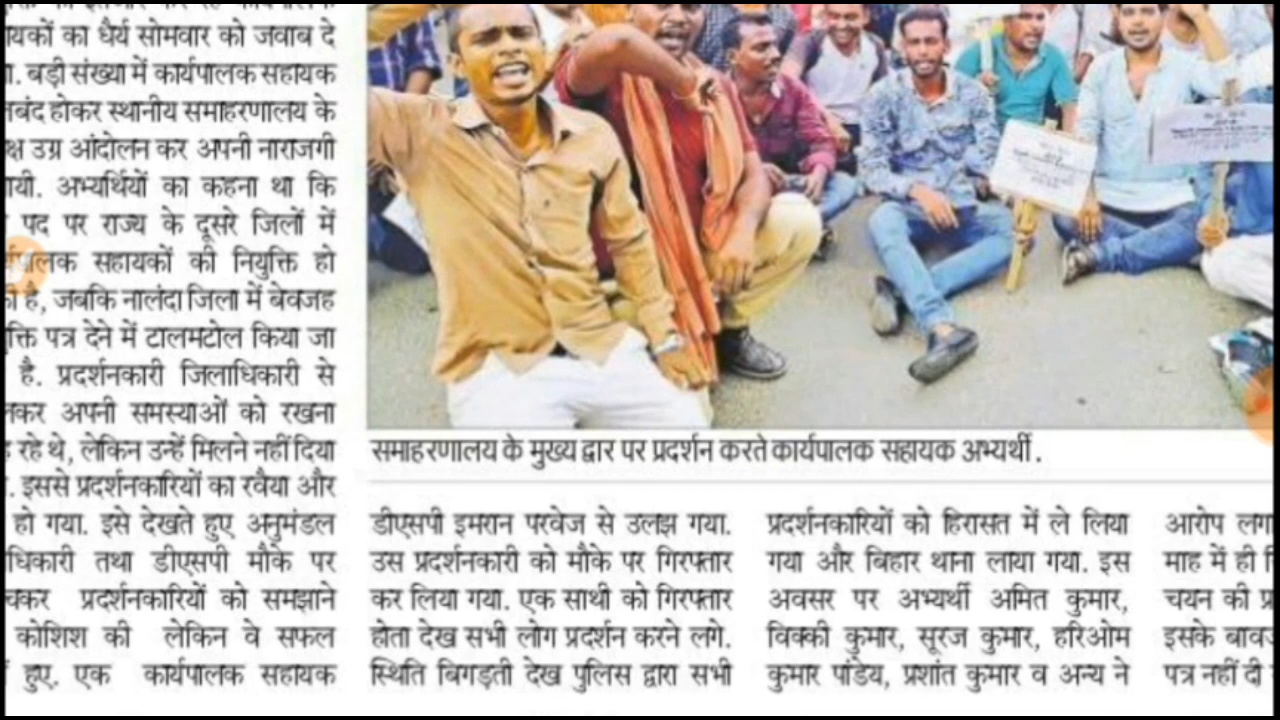 का धैर्य सोमवार को जवाब दे
बड़ी संख्या में कार्यपालक सहायक
होकर स्थानीय समाहरणालय के
उग्र आंदोलन कर अपनी नाराजगी
अभ्यर्थियों का कहना था कि
पद पर राज्य के दूसरे जिलों में
सहायकों की नियुक्ति हो
है, जबकि नालंदा जिला में बेवजह
पत्र देने में टालमटोल किया जा
है. प्रदर्शनकारी जिलाधिकारी से
अपनी समस्याओं को रखना
रहे थे, लेकिन उन्हें मिलने नहीं दिया
. इससे प्रदर्शनकारियों का रवैया और
हो गया. इसे देखते हुए अनुमंडल
तथा डीएसपी मौके पर
प्रदर्शनकारियों को समझाने
कोशिश की लेकिन वे सफल
हुए. एक कार्यपालक सहायक
समाहरणालय के मुख्य द्वार पर प्रदर्शन करते कार्यपालक सहायक अभ्यर्थी.
डीएसपी इमरान परवेज से उलझ गया.
उस प्रदर्शनकारी को मौके पर गिरफ्तार
कर लिया गया. एक साथी को गिरफ्तार
होता देख सभी लोग प्रदर्शन करने लगे.
स्थिति बिगड़ती देख पुलिस द्वारा सभी
प्रदर्शनकारियों को हिरासत में ले लिया
गया और बिहार थाना लाया गया. इस
अवसर पर अभ्यर्थी अमित कुमार,
विक्की कुमार, सूरज कुमार, हरिओम
कुमार पांडेय, प्रशांत कुमार व अन्य ने
आरोप लगा
माह में ही
चयन की
इसके
पत्र नहीं दी